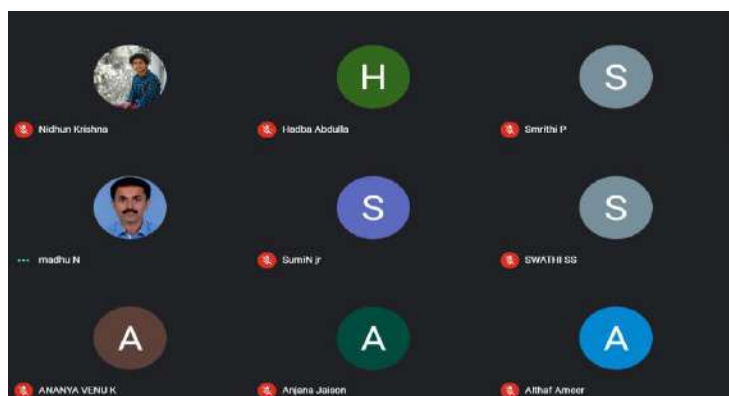 H
S
Nidhun Krishna
Hadba Abdulla
Smrithi P
S
S
madhu N
SumiN jr
SWATHI SS
A
A
A
ANANYA VENU K
Anjana Jaison
Althaf Ameer